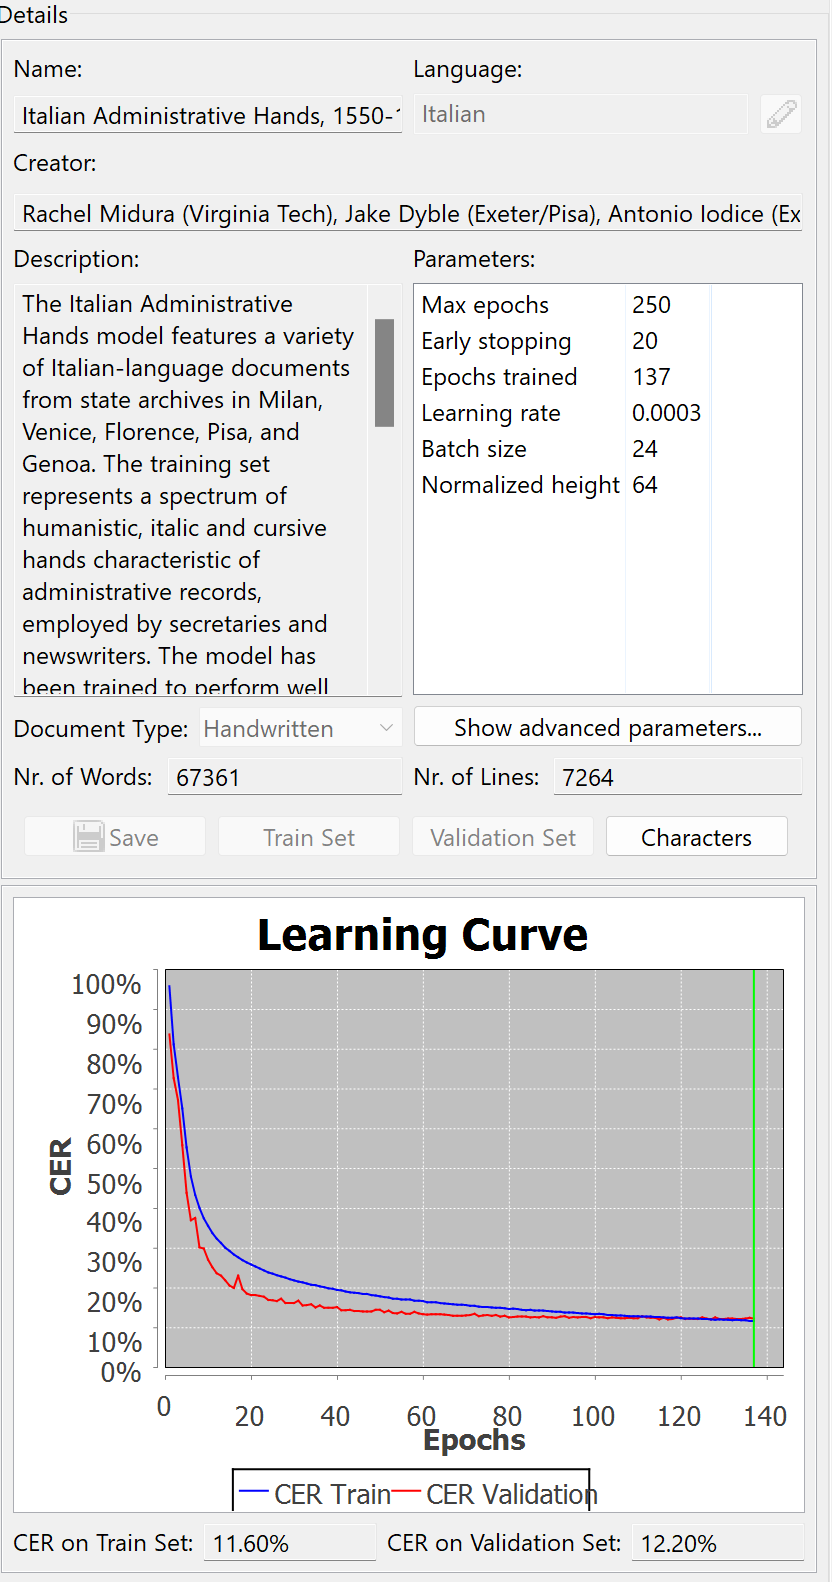 Details
Name:
Language:
Italian Administrative Hands, 1550-
Italian
Creator:
Rachel Midura (Virginia Tech), Jake Dyble (Exeter/Pisa), Antonio Iodice (Ex
Description:
Parameters:
The Italian Administrative
Hands model features a variety
of Italian-language documents
from state archives in Milan,
Venice, Florence, Pisa, and
Genoa. The training set
represents a spectrum of
humanistic, italic and cursive
hands characteristic of
administrative records,
employed by secretaries and
newswriters. The model has
been trained to perform well
Max epochs 250
Early stopping 20
Epochs trained 137
Learning rate 0.0003
Batch size 24
Normalized height 64
Document Type: Handwritten
Show advanced parameters...
Nr. of Words: 67361
Nr. of Lines: 7264
Save
Train Set
Validation Set
Characters
Learning Curve
100%
90%
80%
70%
60%
50%
40%
30%
20%
10%
0%
CER
0 20 40 60 80 100 120 140
Epochs
CER Train CER Validation
CER on Train Set: 11.60%
CER on Validation Set: 12.20%